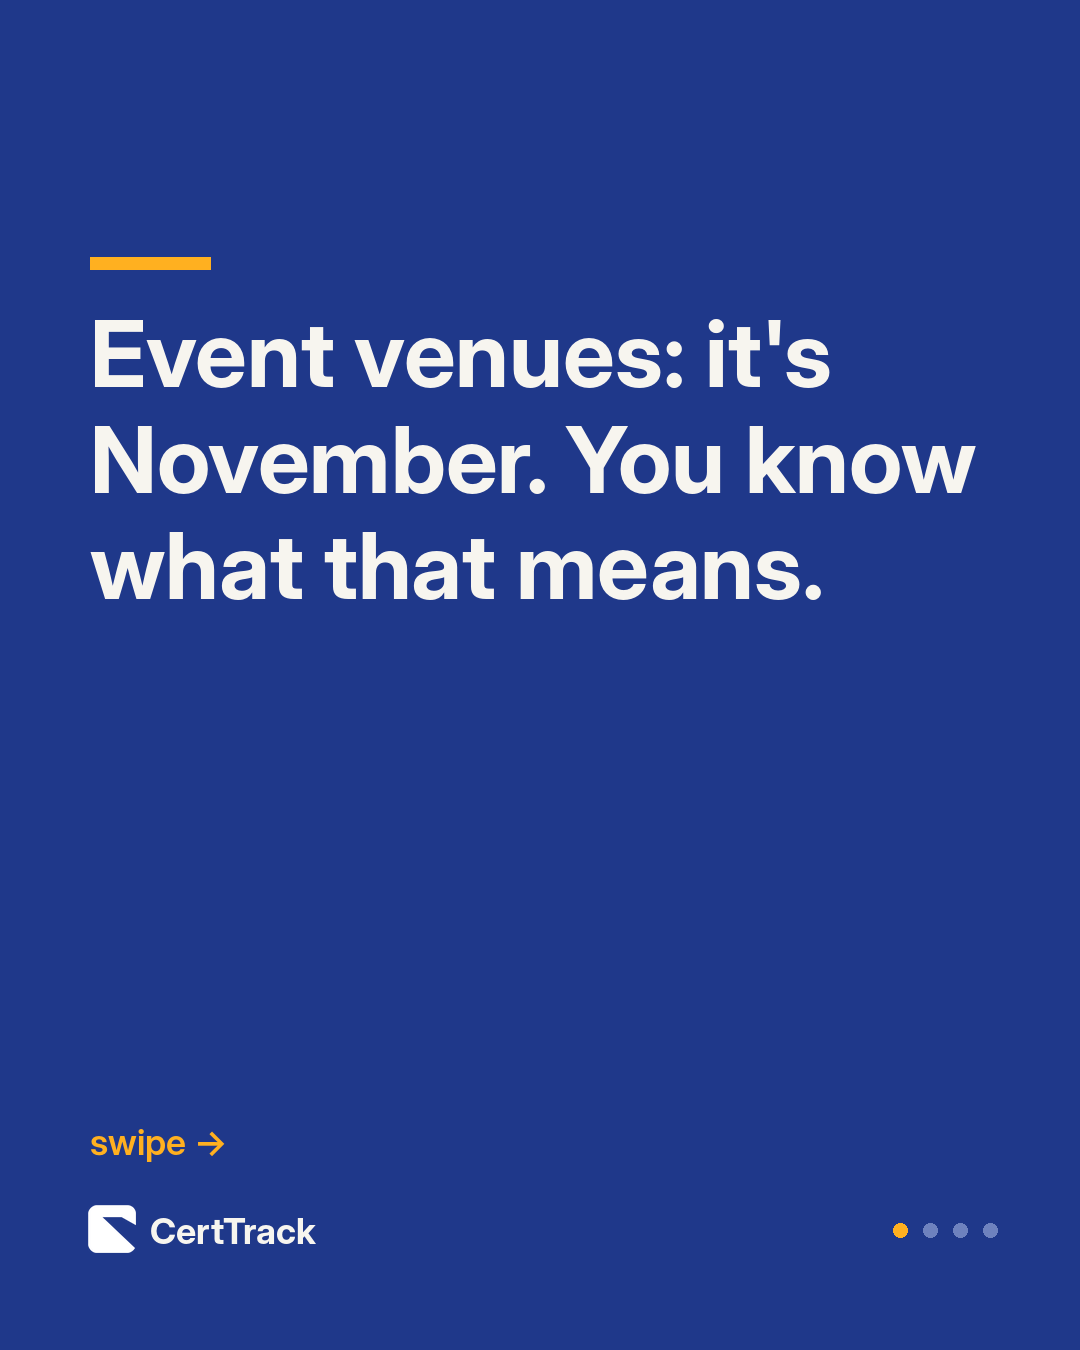 Event venues: it's
November. You know
what that means.
swipe →
CertTrack